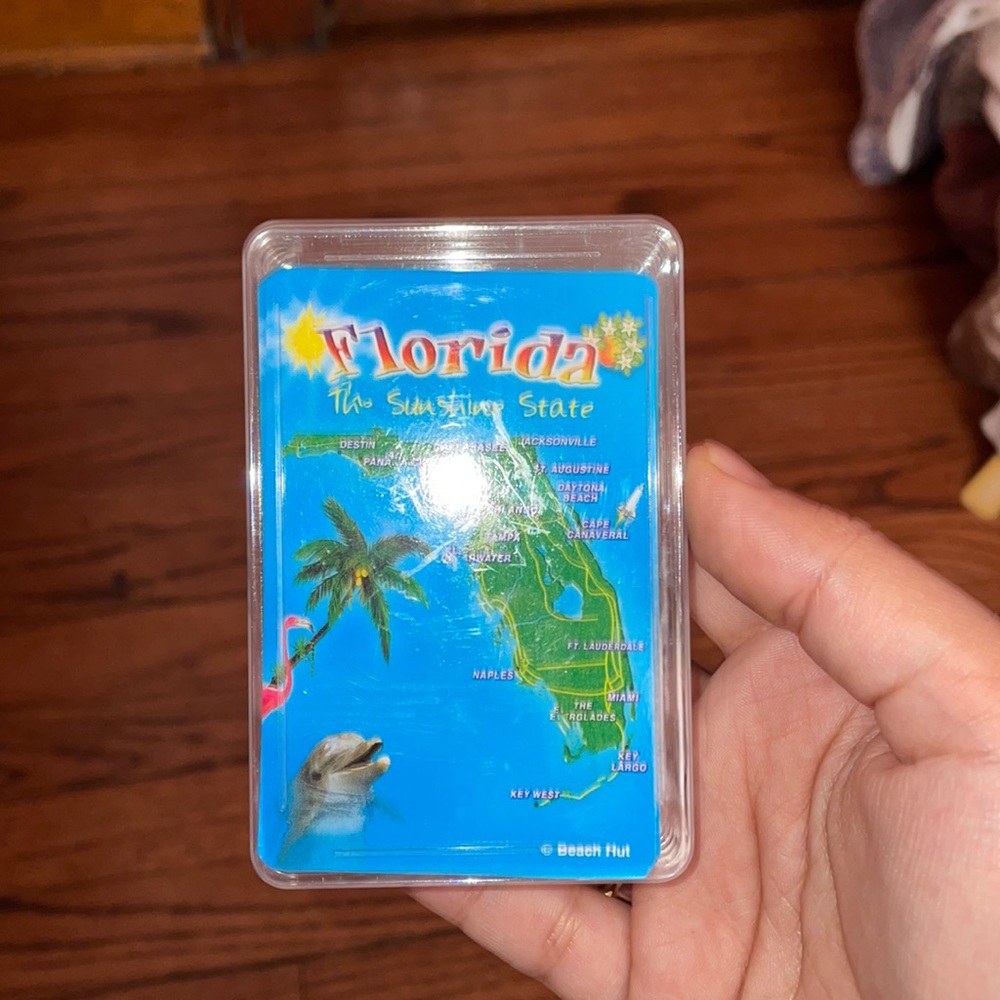 Florida
The Sunshine State
DESTIN
JACKSONVILLE
ST. AUGUSTINE
DAYTONA
BEACH
CAPE
CANAVERAL
TAMPA
FT. LAUDERDALE
NAPLES
MIAMI
THE
KEY
LARGO
KEY WEST
© Beach Hut